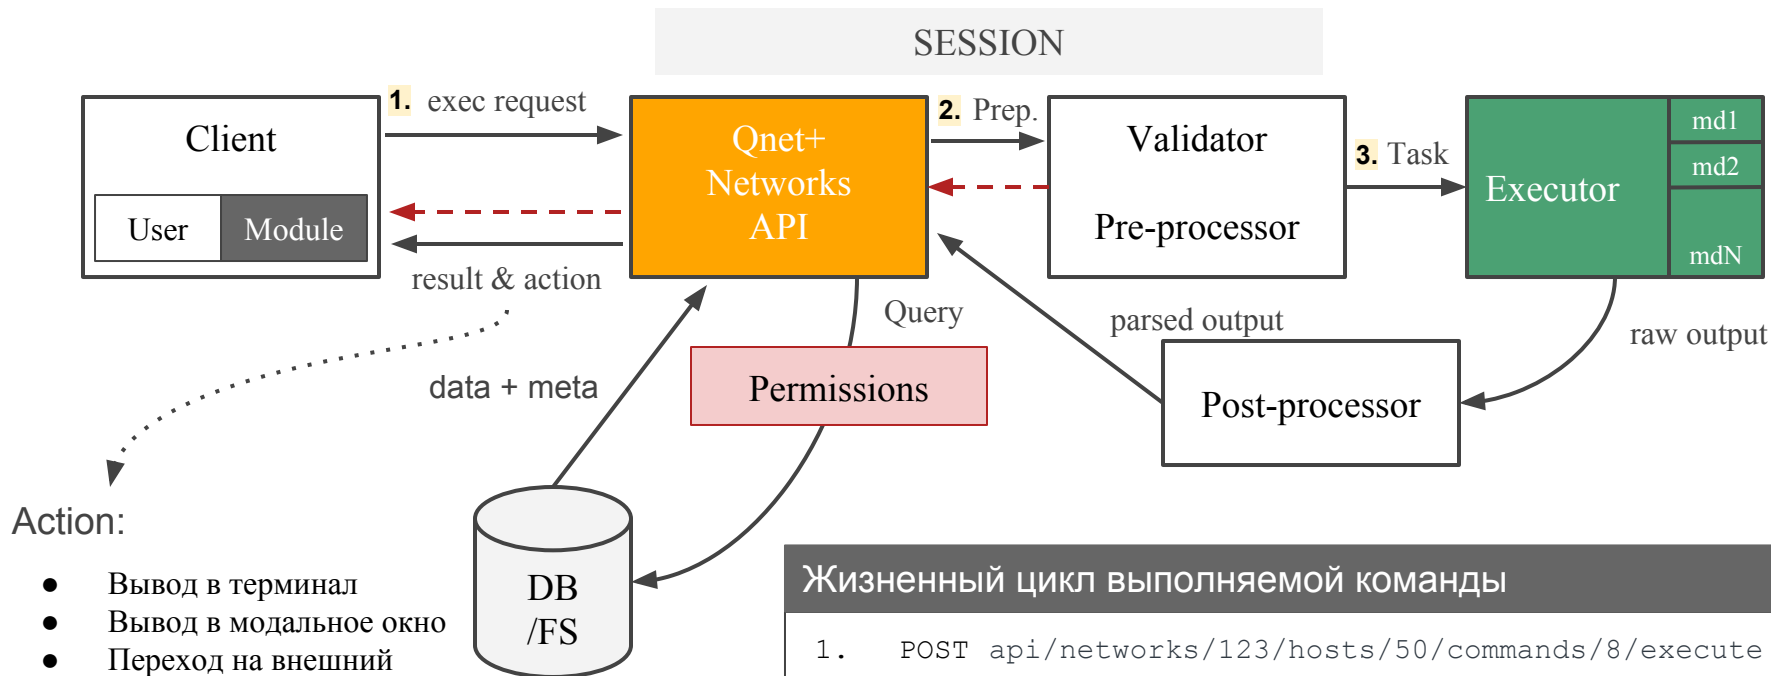 SESSION
1. exec request
2. Prep.
Client
Qnet+
Networks
API
Validator
Pre-processor
3. Task
Executor
md1
md2
mdN
User
Module
result & action
Query
parsed output
raw output
data + meta
Permissions
Post-processor
Action:
● Вывод в терминал
● Вывод в модальное окно
● Переход на внешний
DB
/FS
Жизненный цикл выполняемой команды
1. POST api/networks/123/hosts/50/commands/8/execute